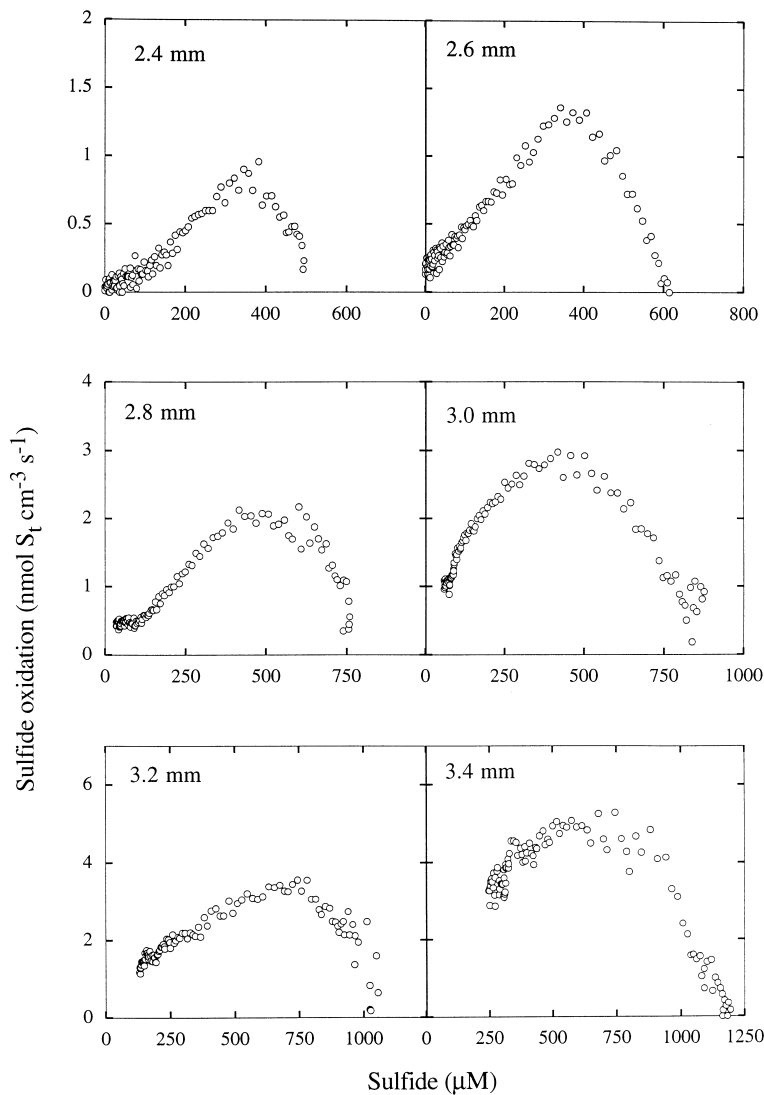 2
1.5
1
0.5
0
2.4 mm
2.6 mm
0 200 400 600 0 200 400 600 800
4
3
2
1
0
2.8 mm
3.0 mm
0 250 500 750 0 250 500 750 1000
6
4
2
0
3.2 mm
3.4 mm
0 250 500 750 1000 0 250 500 750 1000 1250
Sulfide oxidation (nmol St cm-3 s-1)
Sulfide (μM)